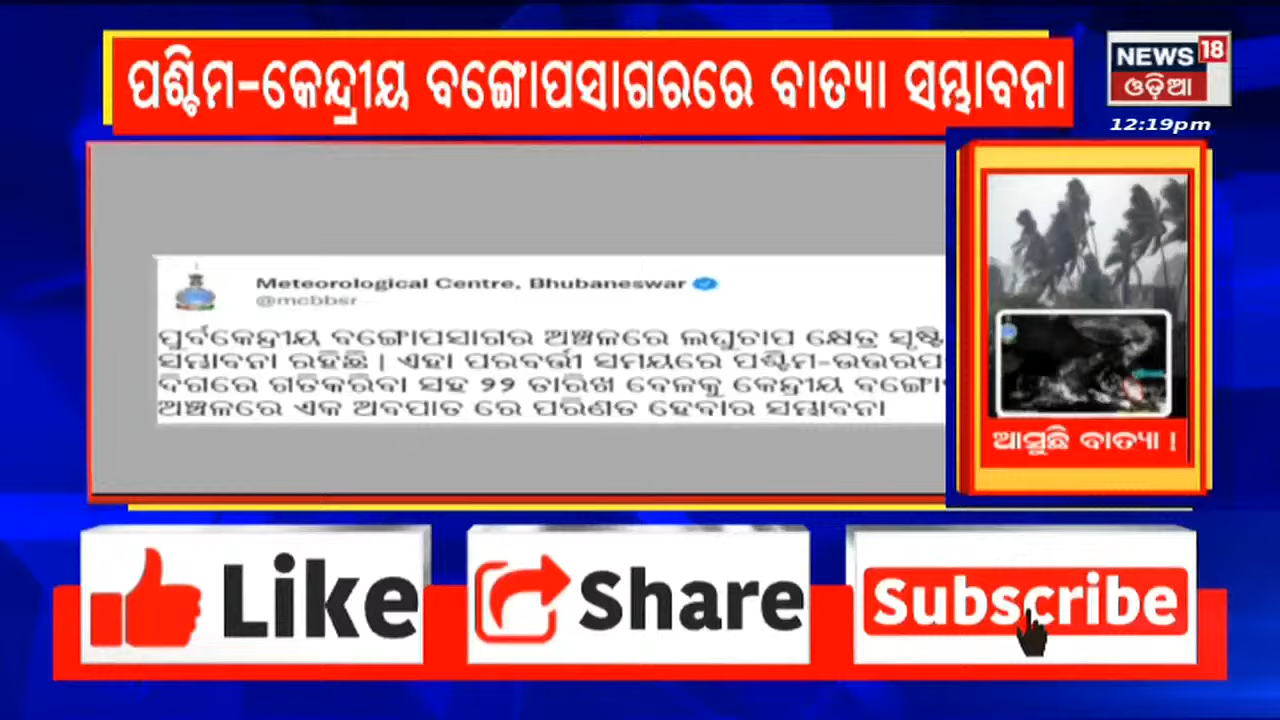 ପଶ୍ଚିମ-କେନ୍ଦ୍ରୀୟ ବଙ୍ଗୋପସାଗରରେ ବାତ୍ୟା ସମ୍ଭାବନା
NEWS 18
ଓଡ଼ିଆ
12:19pm
Meteorological Centre, Bhubaneswar
@mcbbsr
ପୁର୍ବକେନ୍ଦ୍ରୀୟ ବଙ୍ଗୋପସାଗର ଅଞ୍ଚଳରେ ଲଘୁଚାପ କ୍ଷେତ୍ର ସୃଷ୍ଟି
ସମ୍ଭାବନା ରହିଛି | ଏହା ପରବର୍ତ୍ତୀ ସମୟରେ ପଶ୍ଚିମ-ଉତ୍ତରପ
ଦିଗରେ ଗତିକରିବା ସହ ୨୨ ତାରିଖ ବେଳକୁ କେନ୍ଦ୍ରୀୟ ବଙ୍ଗୋ
ଅଞ୍ଚଳରେ ଏକ ଅବପାତ ରେ ପରିଣତ ହେବାର ସମ୍ଭାବନା
ଆସୁଛି ବାତ୍ୟା !
Like
Share
Subscribe